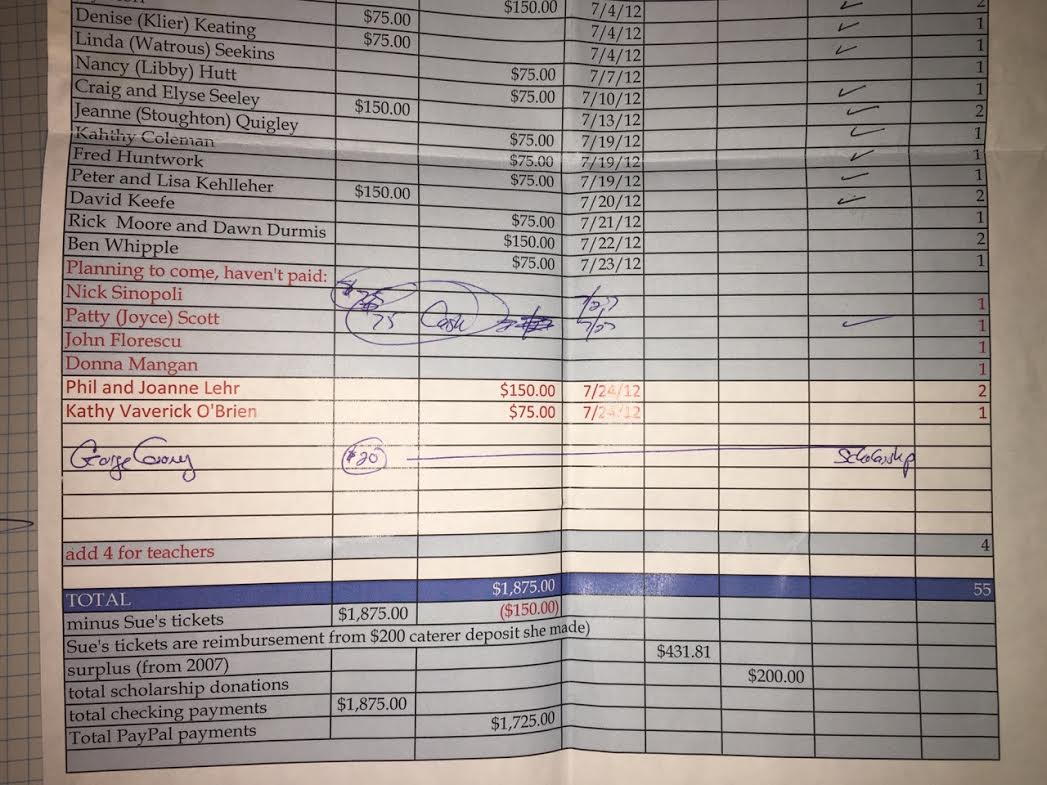 $150.00 7/4/12 2
Denise (Klier) Keating $75.00 7/4/12 1
Linda (Watrous) Seekins $75.00 7/4/12 1
Nancy (Libby) Hutt $75.00 7/7/12 1
Craig and Elyse Seeley $75.00 7/10/12 1
Jeanne (Stoughton) Quigley $150.00 7/13/12 2
Kahthy Coleman $75.00 7/19/12 1
Fred Huntwork $75.00 7/19/12 1
Peter and Lisa Kehlleher $75.00 7/19/12 1
David Keefe $150.00 7/20/12 2
Rick Moore and Dawn Durmis $75.00 7/21/12 1
Ben Whipple $150.00 7/22/12 2
Planning to come, haven't paid: $75.00 7/23/12 1
Nick Sinopoli $75 1
Patty (Joyce) Scott 75 Cash 1
John Florescu 1
Donna Mangan 1
Phil and Joanne Lehr $150.00 7/24/12 2
Kathy Vaverick O'Brien $75.00 7/24/12 1
George $20 Scholarship
add 4 for teachers 4
TOTAL $1,875.00 55
minus Sue's tickets $1,875.00 ($150.00)
Sue's tickets are reimbursement from $200 caterer deposit she made)
surplus (from 2007) $431.81
total scholarship donations $200.00
total checking payments $1,875.00
Total PayPal payments $1,725.00